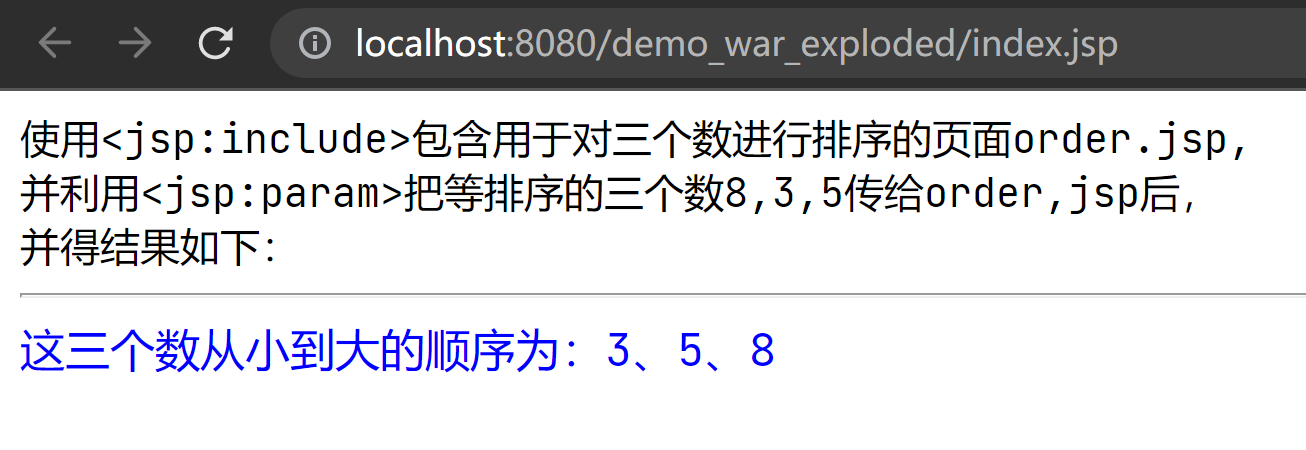 localhost:8080/demo_war_exploded/index.jsp
使用<jsp:include>包含用于对三个数进行排序的页面order.jsp,
并利用<jsp:param>把等排序的三个数8,3,5传给order,jsp后,
并得结果如下:
这三个数从小到大的顺序为：3、5、8